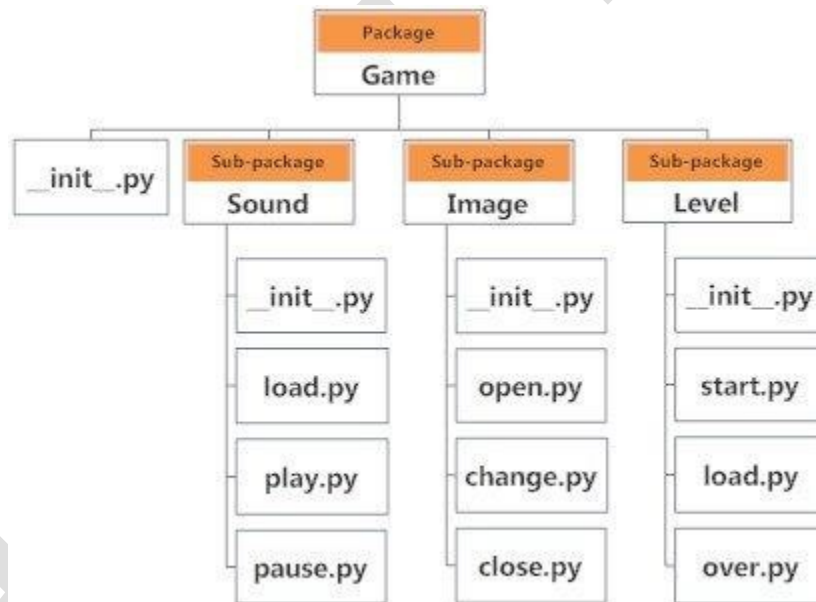 Package
Game
__init__.py
Sub-package
Sound
Sub-package
Image
Sub-package
Level
__init__.py
load.py
play.py
pause.py
__init__.py
open.py
change.py
close.py
__init__.py
start.py
load.py
over.py